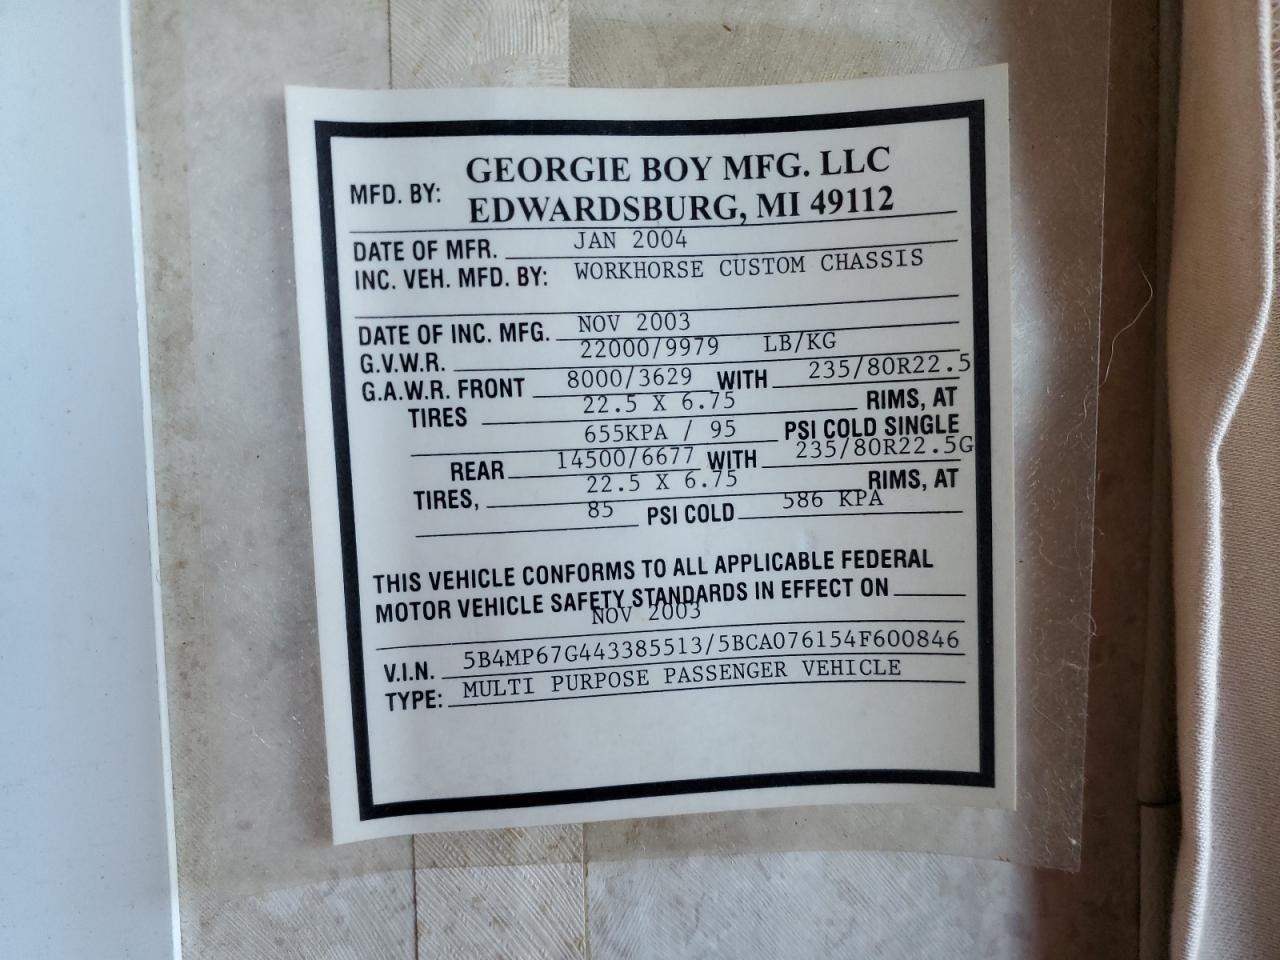 GEORGIE BOY MFG. LLC
MFD. BY: EDWARDSBURG, MI 49112
DATE OF MFR. JAN 2004
INC. VEH. MFD. BY: WORKHORSE CUSTOM CHASSIS
DATE OF INC. MFG. NOV 2003
G.V.W.R. 22000/9979 LB/KG
G.A.W.R. FRONT 8000/3629 WITH 235/80R22.5
TIRES 22.5 X 6.75 RIMS, AT
655KPA / 95 PSI COLD SINGLE
REAR 14500/6677 WITH 235/80R22.5G
TIRES, 22.5 X 6.75 RIMS, AT
85 PSI COLD 586 KPA
THIS VEHICLE CONFORMS TO ALL APPLICABLE FEDERAL
MOTOR VEHICLE SAFETY STANDARDS IN EFFECT ON
NOV 2003
V.I.N. 5B4MP67G443385513/5BCA076154F600846
TYPE: MULTI PURPOSE PASSENGER VEHICLE